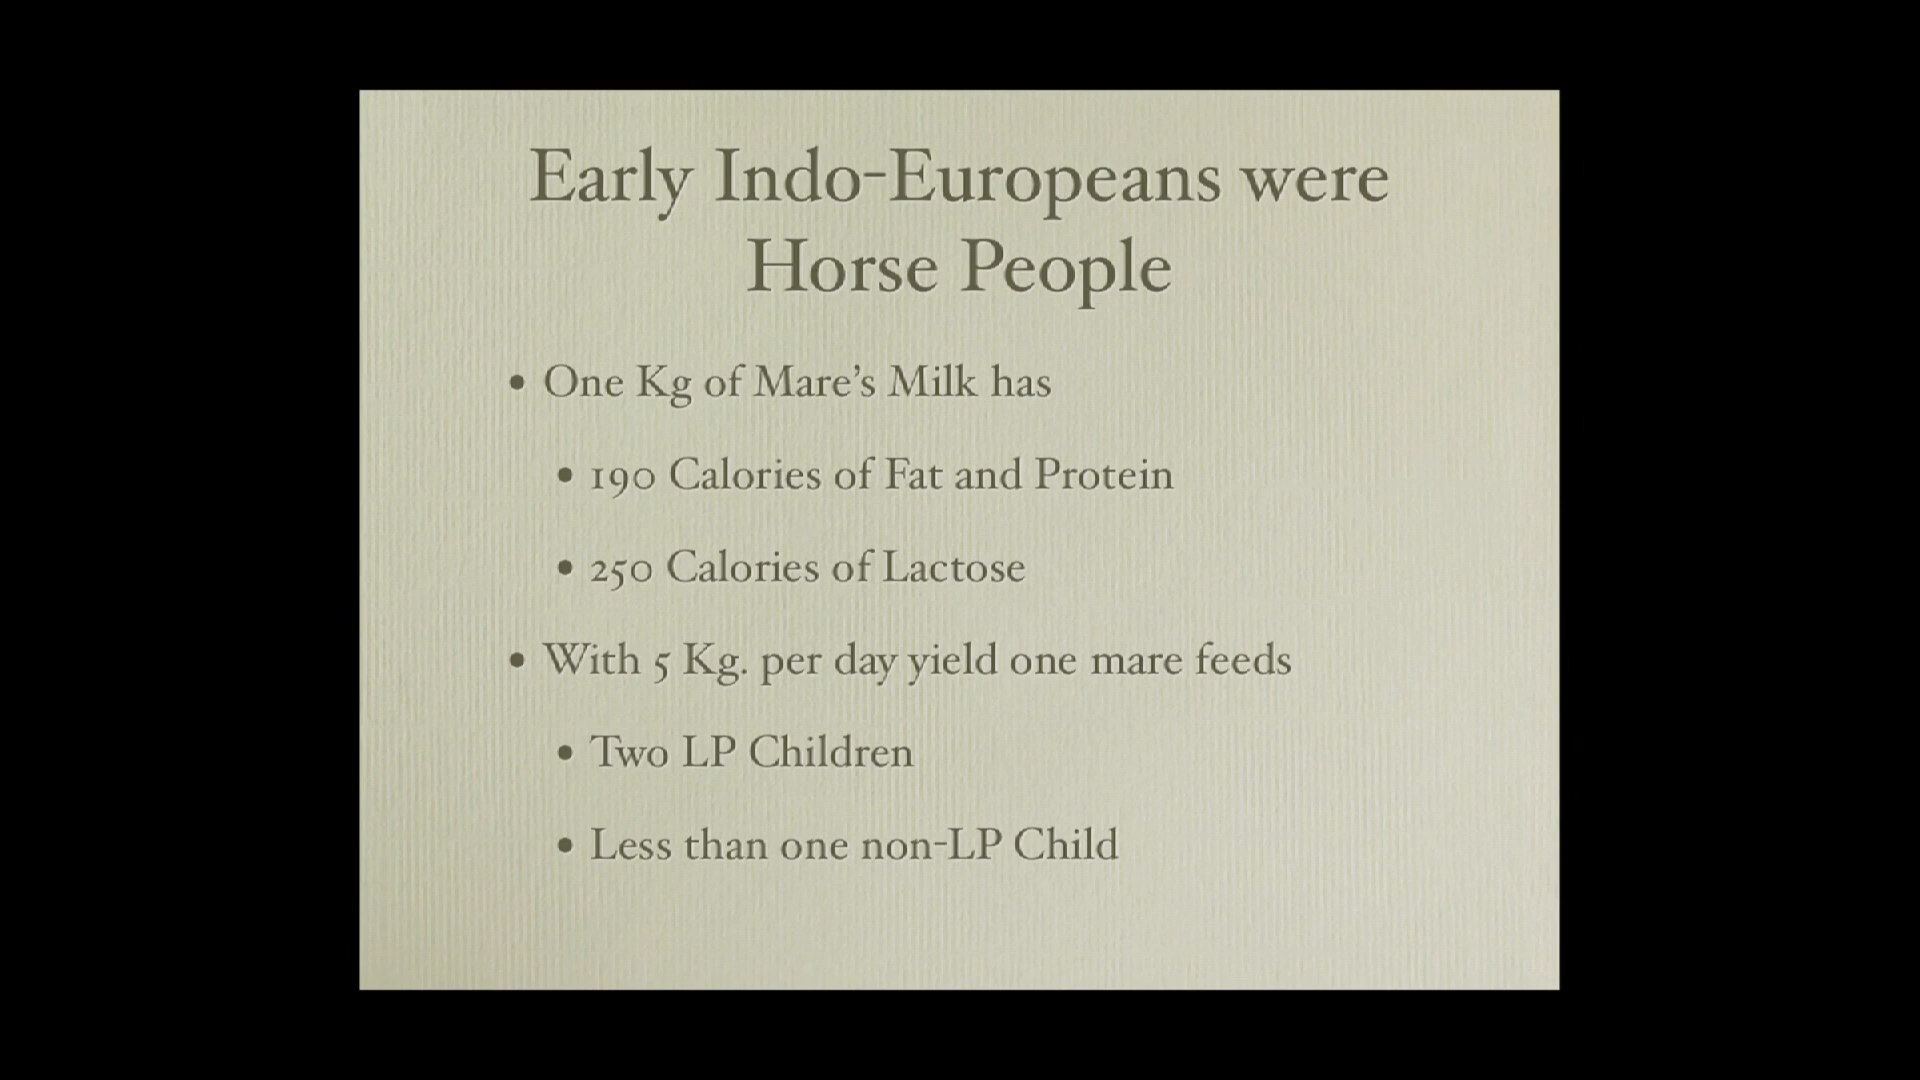 Early Indo-Europeans were
Horse People
• One Kg of Mare's Milk has
• 190 Calories of Fat and Protein
• 250 Calories of Lactose
• With 5 Kg. per day yield one mare feeds
• Two LP Children
• Less than one non-LP Child